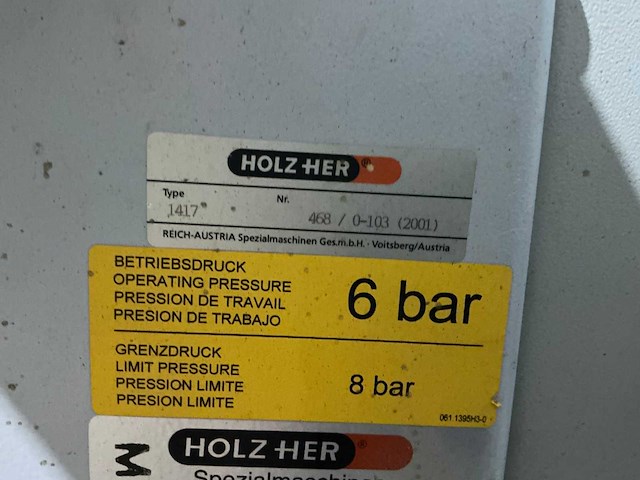 HOLZ-HER®
Type Nr.
1417 468 / 0-103 (2001)
REICH-AUSTRIA Spezialmaschinen Ges.m.b.H. · Voitsberg/Austria
BETRIEBSDRUCK
OPERATING PRESSURE
PRESSION DE TRAVAIL
PRESION DE TRABAJO
6 bar
GRENZDRUCK
LIMIT PRESSURE
PRESSION LIMITE
PRESION LIMITE
8 bar
061 1395H3-0
HOLZ-HER®
M